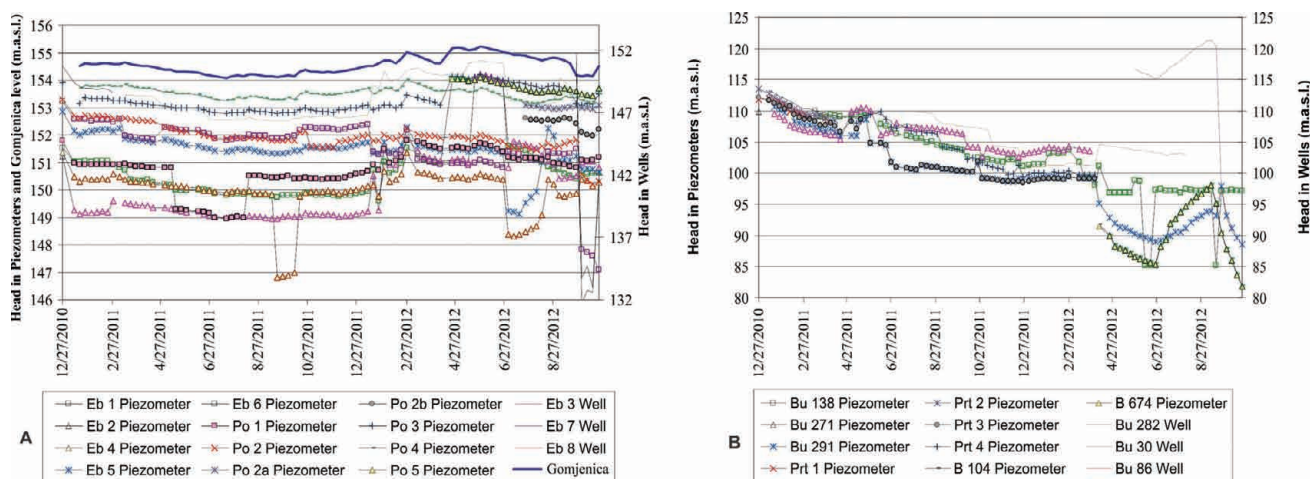 Head in Piezometers and Gomjenica level (m.a.s.l.)
156
155
154
153
152
151
150
149
148
147
146
152
147
142
137
132
Head in Wells (m.a.s.l.)
12/27/2010
2/27/2011
4/27/2011
6/27/2011
8/27/2011
10/27/2011
12/27/2011
2/27/2012
4/27/2012
6/27/2012
8/27/2012
A
Eb 1 Piezometer
Eb 6 Piezometer
Po 2b Piezometer
Eb 3 Well
Eb 2 Piezometer
Po 1 Piezometer
Po 3 Piezometer
Eb 7 Well
Eb 4 Piezometer
Po 2 Piezometer
Po 4 Piezometer
Eb 8 Well
Eb 5 Piezometer
Po 2a Piezometer
Po 5 Piezometer
Gomjenica
Head in Piezometers (m.a.s.l.)
125
120
115
110
105
100
95
90
85
80
125
120
115
110
105
100
95
90
85
80
Head in Wells (m.a.s.l.)
12/27/2010
2/27/2011
4/27/2011
6/27/2011
8/27/2011
10/27/2011
12/27/2011
2/27/2012
4/27/2012
6/27/2012
8/27/2012
B
Bu 138 Piezometer
Prt 2 Piezometer
B 674 Piezometer
Bu 271 Piezometer
Prt 3 Piezometer
Bu 282 Well
Bu 291 Piezometer
Prt 4 Piezometer
Bu 30 Well
Prt 1 Piezometer
B 104 Piezometer
Bu 86 Well